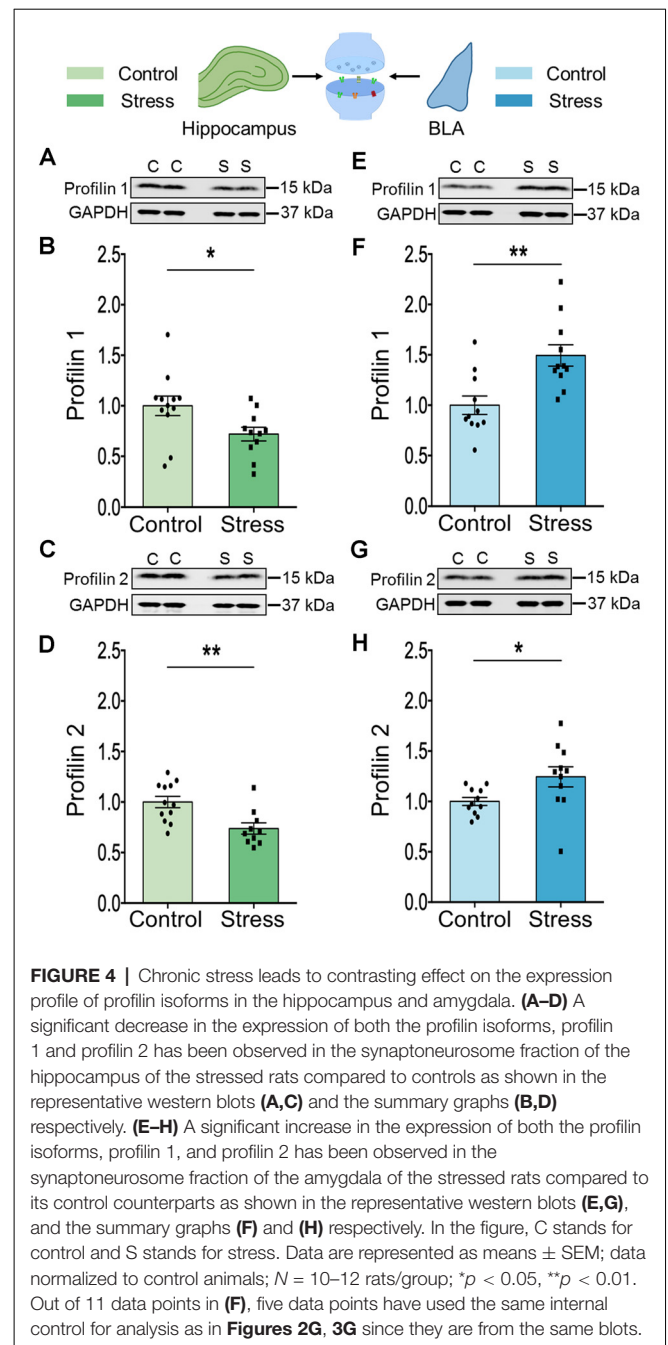 Control
Stress
Hippocampus
BLA
Control
Stress
A
C C S S
Profilin 1
15 kDa
GAPDH
37 kDa
B
Profilin 1
2.5
2.0
1.5
1.0
0.5
0.0
*
Control Stress
C
C C S S
Profilin 2
15 kDa
GAPDH
37 kDa
D
Profilin 2
2.5
2.0
1.5
1.0
0.5
0.0
**
Control Stress
E
C C S S
Profilin 1
15 kDa
GAPDH
37 kDa
F
Profilin 1
2.5
2.0
1.5
1.0
0.5
0.0
**
Control Stress
G
C C S S
Profilin 2
15 kDa
GAPDH
37 kDa
H
Profilin 2
2.5
2.0
1.5
1.0
0.5
0.0
*
Control Stress
FIGURE 4 | Chronic stress leads to contrasting effect on the expression
profile of profilin isoforms in the hippocampus and amygdala. (A–D) A
significant decrease in the expression of both the profilin isoforms, profilin
1 and profilin 2 has been observed in the synaptoneurosome fraction of the
hippocampus of the stressed rats compared to controls as shown in the
representative western blots (A,C) and the summary graphs (B,D)
respectively. (E–H) A significant increase in the expression of both the profilin
isoforms, profilin 1, and profilin 2 has been observed in the
synaptoneurosome fraction of the amygdala of the stressed rats compared to
its control counterparts as shown in the representative western blots (E,G),
and the summary graphs (F) and (H) respectively. In the figure, C stands for
control and S stands for stress. Data are represented as means ± SEM; data
normalized to control animals; N = 10–12 rats/group; *p < 0.05, **p < 0.01.
Out of 11 data points in (F), five data points have used the same internal
control for analysis as in Figures 2G, 3G since they are from the same blots.